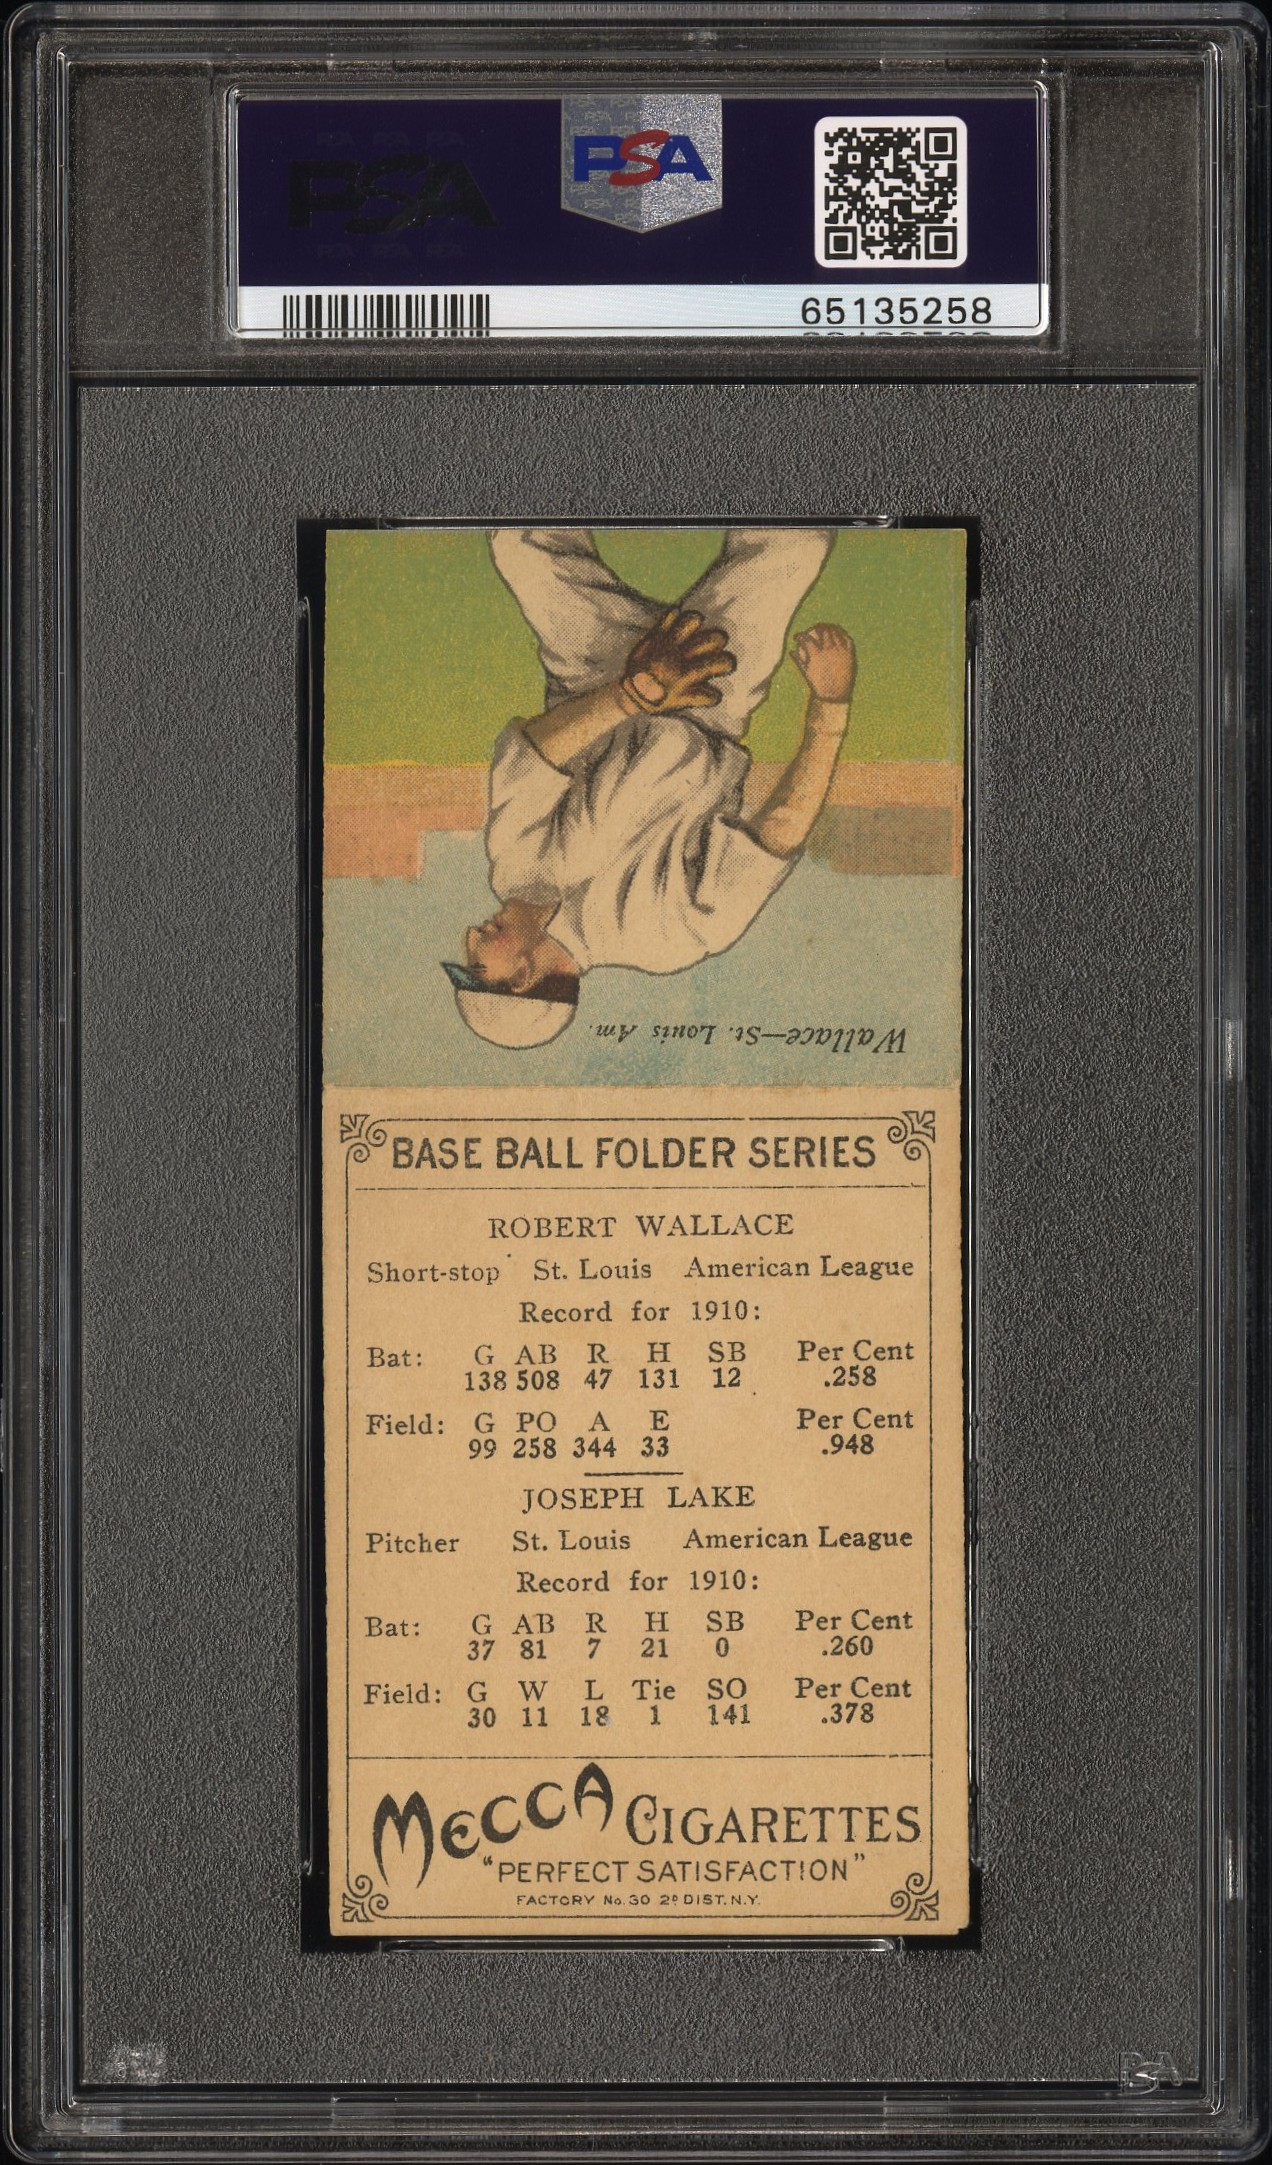 PSA
PSA
65135258
Wallace—St. Louis Am.
BASE BALL FOLDER SERIES
ROBERT WALLACE
Short-stop St. Louis American League
Record for 1910:
Bat: G AB R H SB Per Cent
138 508 47 131 12 .258
Field: G PO A E Per Cent
99 258 344 33 .948
JOSEPH LAKE
Pitcher St. Louis American League
Record for 1910:
Bat: G AB R H SB Per Cent
37 81 7 21 0 .260
Field: G W L Tie SO Per Cent
30 11 18 1 141 .378
MECCA CIGARETTES
"PERFECT SATISFACTION"
FACTORY No. 30 2D DIST. N.Y.
PSA